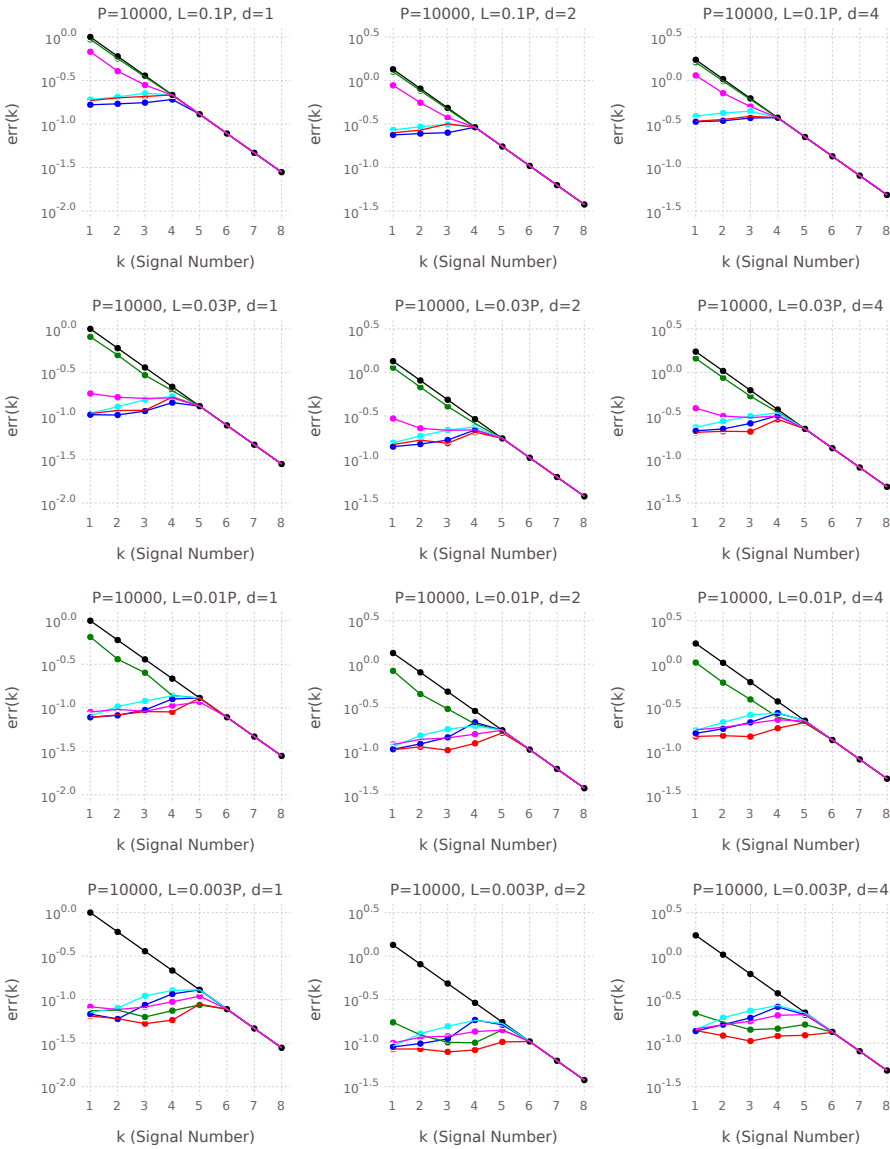 P=10000, L=0.1P, d=1
10^0.0
10^-0.5
10^-1.0
10^-1.5
10^-2.0
err(k)
1 2 3 4 5 6 7 8
k (Signal Number)
P=10000, L=0.1P, d=2
10^0.5
10^0.0
10^-0.5
10^-1.0
10^-1.5
err(k)
1 2 3 4 5 6 7 8
k (Signal Number)
P=10000, L=0.1P, d=4
10^0.5
10^0.0
10^-0.5
10^-1.0
10^-1.5
err(k)
1 2 3 4 5 6 7 8
k (Signal Number)
P=10000, L=0.03P, d=1
10^0.0
10^-0.5
10^-1.0
10^-1.5
10^-2.0
err(k)
1 2 3 4 5 6 7 8
k (Signal Number)
P=10000, L=0.03P, d=2
10^0.5
10^0.0
10^-0.5
10^-1.0
10^-1.5
err(k)
1 2 3 4 5 6 7 8
k (Signal Number)
P=10000, L=0.03P, d=4
10^0.5
10^0.0
10^-0.5
10^-1.0
10^-1.5
err(k)
1 2 3 4 5 6 7 8
k (Signal Number)
P=10000, L=0.01P, d=1
10^0.0
10^-0.5
10^-1.0
10^-1.5
10^-2.0
err(k)
1 2 3 4 5 6 7 8
k (Signal Number)
P=10000, L=0.01P, d=2
10^0.5
10^0.0
10^-0.5
10^-1.0
10^-1.5
err(k)
1 2 3 4 5 6 7 8
k (Signal Number)
P=10000, L=0.01P, d=4
10^0.5
10^0.0
10^-0.5
10^-1.0
10^-1.5
err(k)
1 2 3 4 5 6 7 8
k (Signal Number)
P=10000, L=0.003P, d=1
10^0.0
10^-0.5
10^-1.0
10^-1.5
10^-2.0
err(k)
1 2 3 4 5 6 7 8
k (Signal Number)
P=10000, L=0.003P, d=2
10^0.5
10^0.0
10^-0.5
10^-1.0
10^-1.5
err(k)
1 2 3 4 5 6 7 8
k (Signal Number)
P=10000, L=0.003P, d=4
10^0.5
10^0.0
10^-0.5
10^-1.0
10^-1.5
err(k)
1 2 3 4 5 6 7 8
k (Signal Number)